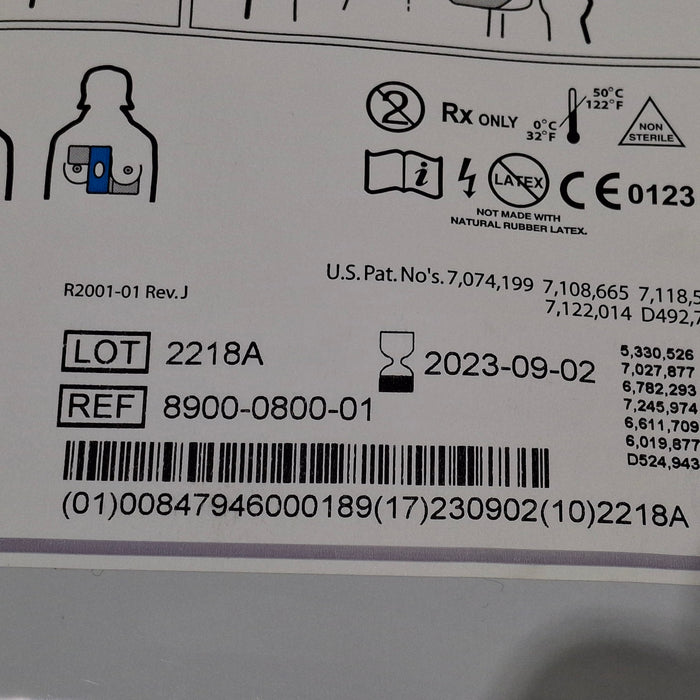 Rx ONLY
50°C
122°F
0°C
32°F
NON
STERILE
i
LATEX
CE 0123
NOT MADE WITH
NATURAL RUBBER LATEX.
U.S. Pat. No's. 7,074,199 7,108,665 7,118,5
7,122,014 D492,7
R2001-01 Rev. J
LOT 2218A
2023-09-02
REF 8900-0800-01
5,330,526
7,027,877
6,782,293
7,245,974
6,611,709
6,019,877
D524,943
(01)00847946000189(17)230902(10)2218A